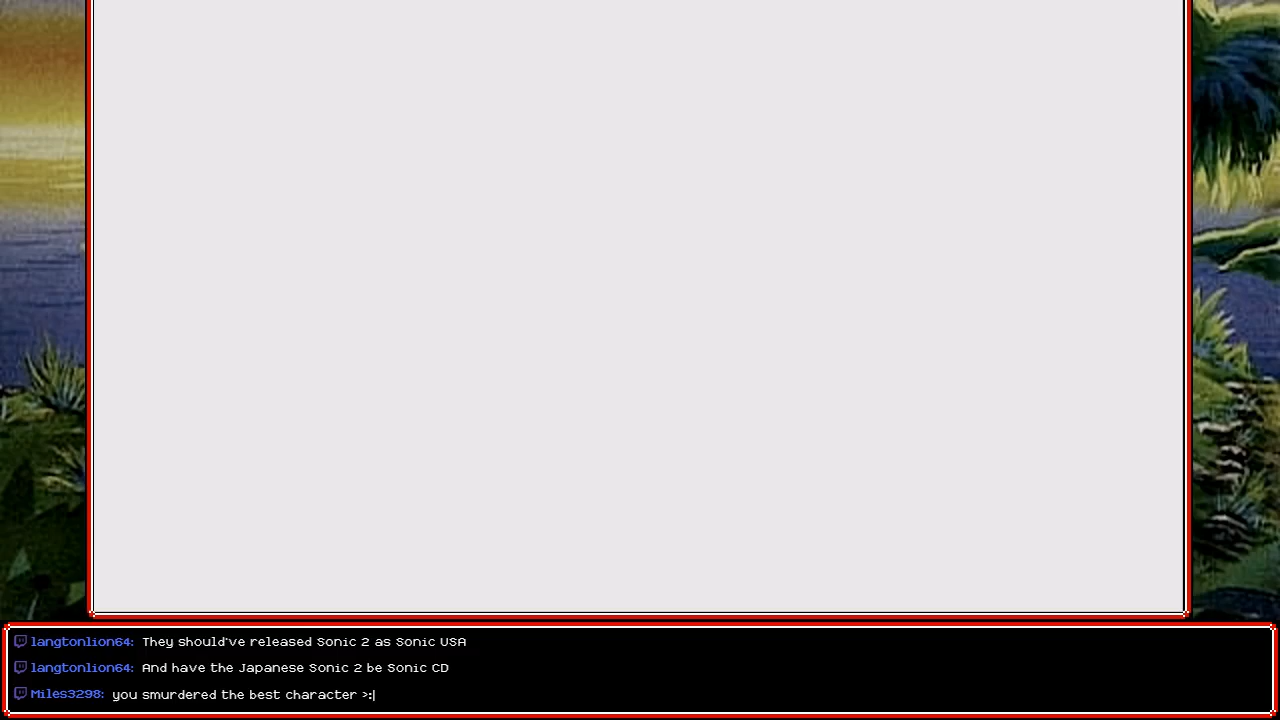 langtonlion64: They should've released Sonic 2 as Sonic USA
langtonlion64: And have the Japanese Sonic 2 be Sonic CD
Miles3298: you smurdered the best character >:|